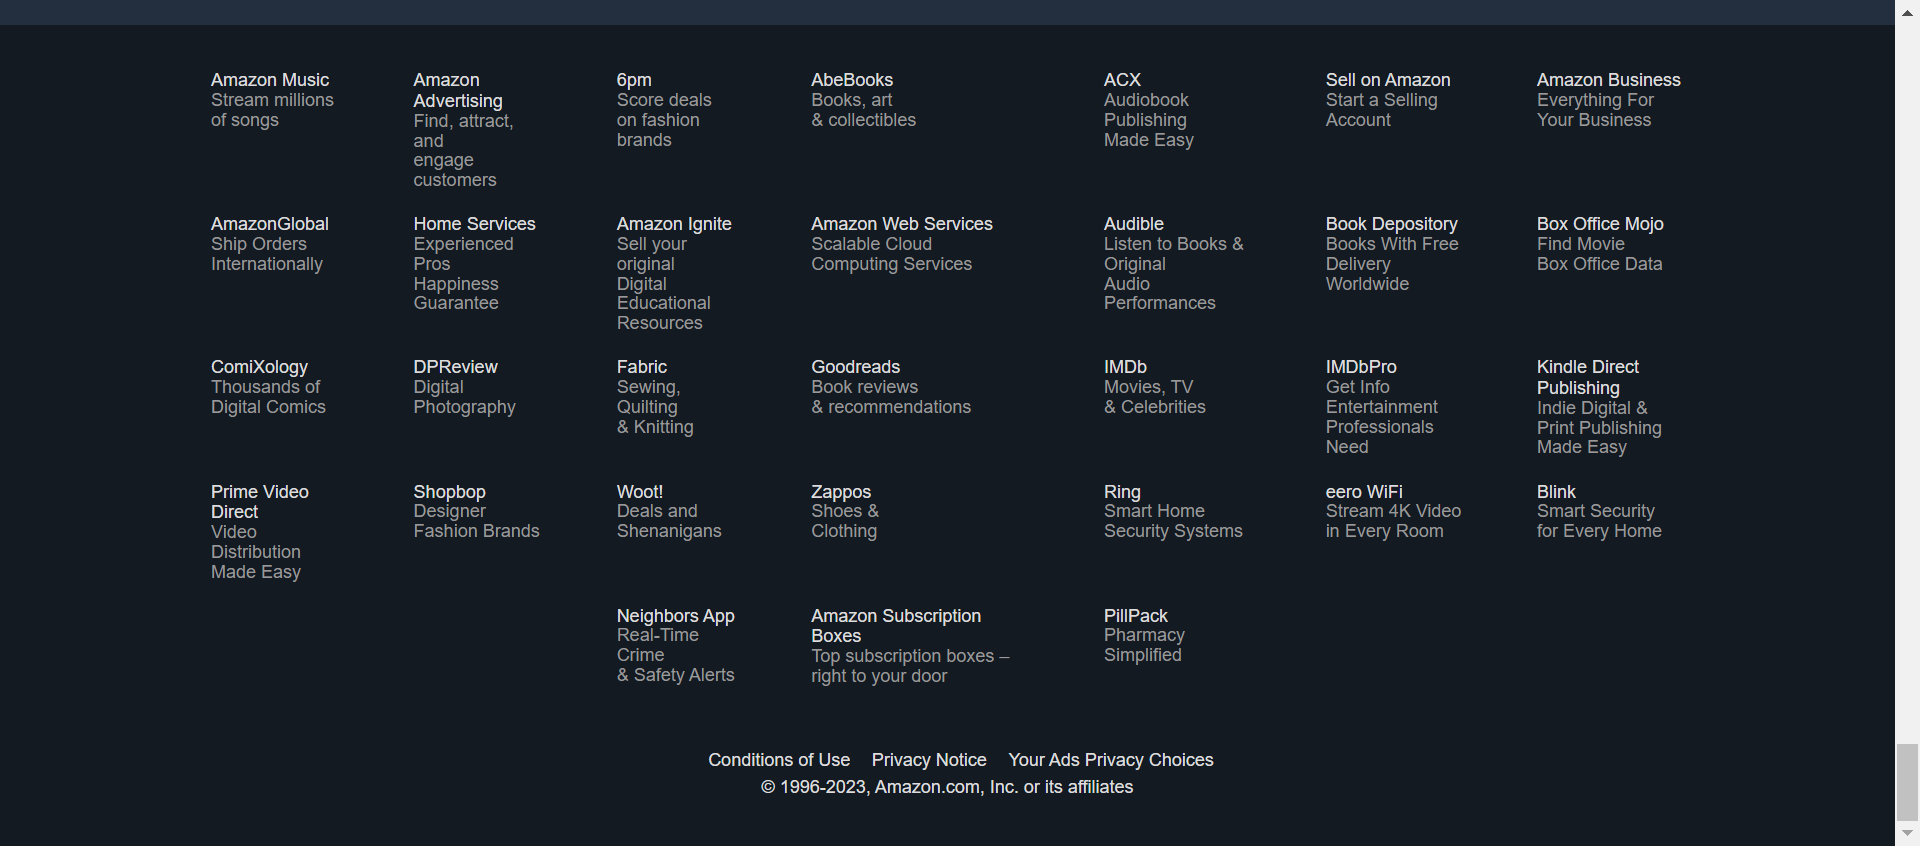 Amazon Music
Stream millions
of songs
Amazon
Advertising
Find, attract,
and
engage
customers
6pm
Score deals
on fashion
brands
AbeBooks
Books, art
& collectibles
ACX
Audiobook
Publishing
Made Easy
Sell on Amazon
Start a Selling
Account
Amazon Business
Everything For
Your Business
AmazonGlobal
Ship Orders
Internationally
Home Services
Experienced
Pros
Happiness
Guarantee
Amazon Ignite
Sell your
original
Digital
Educational
Resources
Amazon Web Services
Scalable Cloud
Computing Services
Audible
Listen to Books &
Original
Audio
Performances
Book Depository
Books With Free
Delivery
Worldwide
Box Office Mojo
Find Movie
Box Office Data
ComiXology
Thousands of
Digital Comics
DPReview
Digital
Photography
Fabric
Sewing,
Quilting
& Knitting
Goodreads
Book reviews
& recommendations
IMDb
Movies, TV
& Celebrities
IMDbPro
Get Info
Entertainment
Professionals
Need
Kindle Direct
Publishing
Indie Digital &
Print Publishing
Made Easy
Prime Video
Direct
Video
Distribution
Made Easy
Shopbop
Designer
Fashion Brands
Woot!
Deals and
Shenanigans
Zappos
Shoes &
Clothing
Ring
Smart Home
Security Systems
eero WiFi
Stream 4K Video
in Every Room
Blink
Smart Security
for Every Home
Neighbors App
Real-Time
Crime
& Safety Alerts
Amazon Subscription
Boxes
Top subscription boxes –
right to your door
PillPack
Pharmacy
Simplified
Conditions of Use Privacy Notice Your Ads Privacy Choices
© 1996-2023, Amazon.com, Inc. or its affiliates